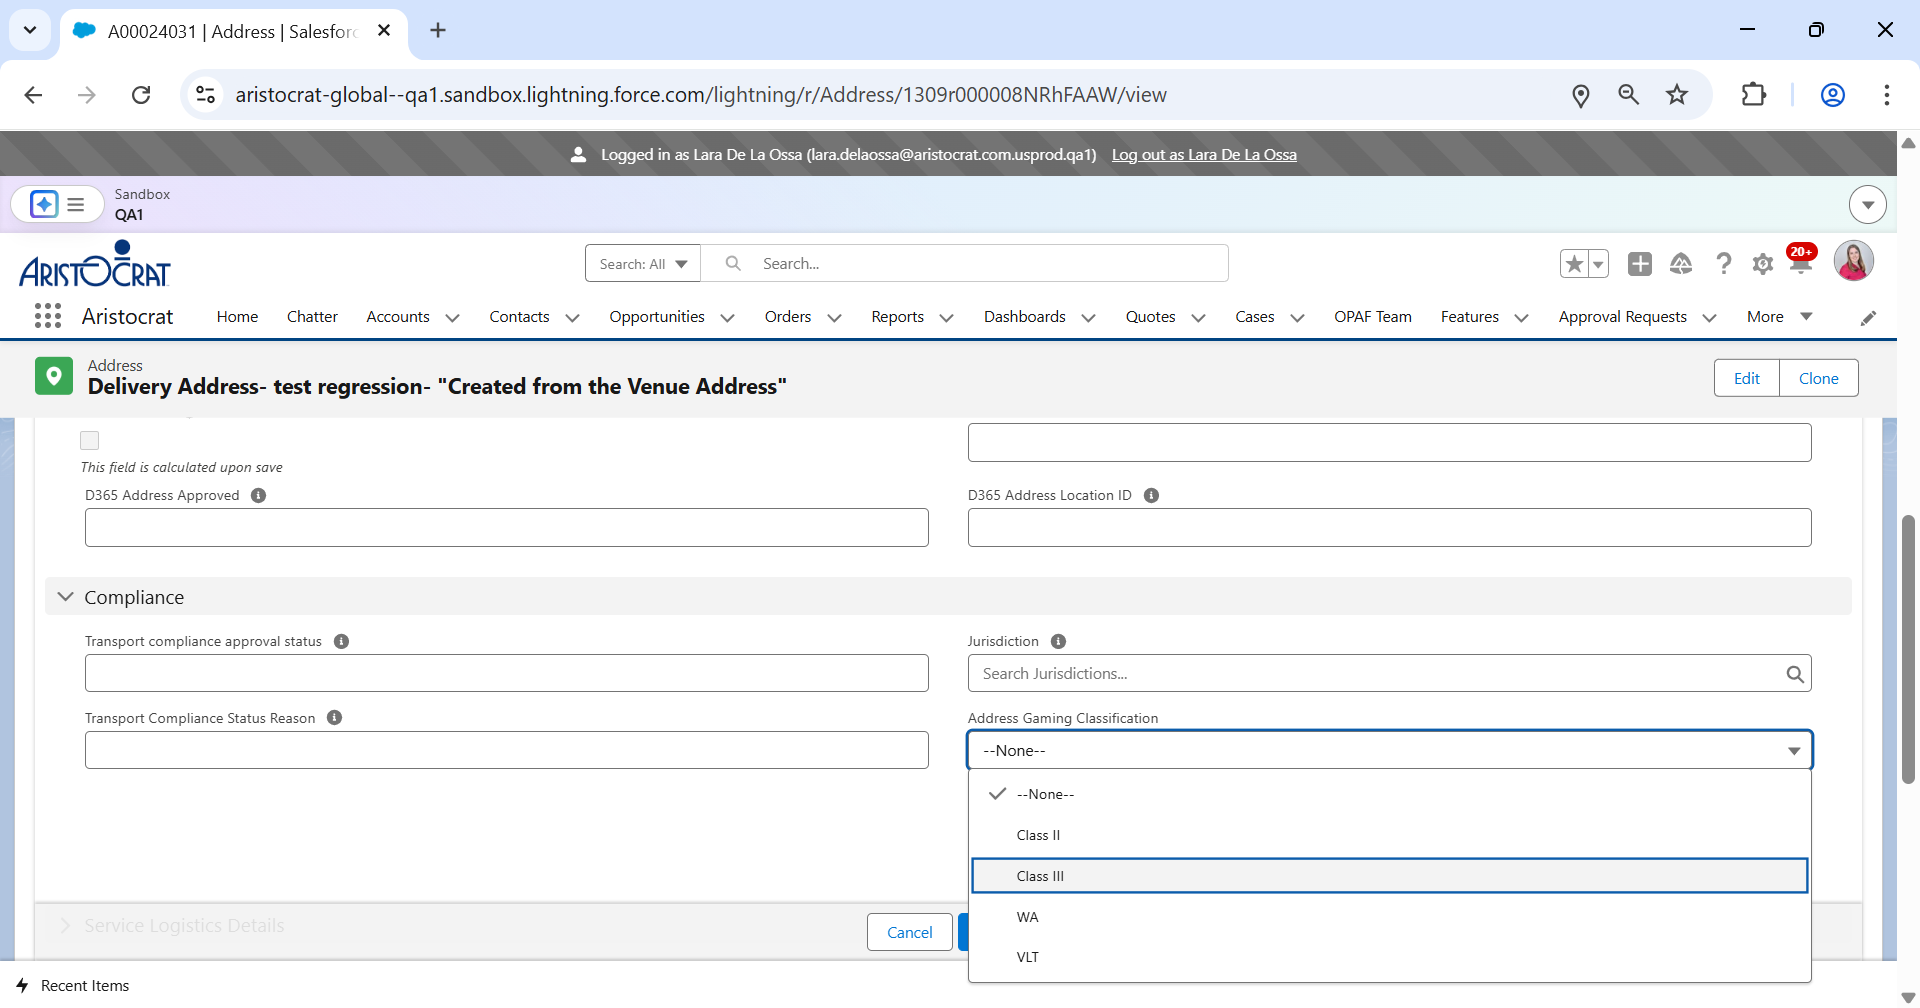 A00024031 | Address | Salesforc
aristocrat-global--qa1.sandbox.lightning.force.com/lightning/r/Address/1309r000008NRhFAAW/view
Logged in as Lara De La Ossa (lara.delaossa@aristocrat.com.usprod.qa1) Log out as Lara De La Ossa
Sandbox
QA1
ARISTOCRAT
Search: All
Search...
20+
Aristocrat Home Chatter Accounts Contacts Opportunities Orders Reports Dashboards Quotes Cases OPAF Team Features Approval Requests More
Address
Delivery Address- test regression- "Created from the Venue Address"
Edit Clone
This field is calculated upon save
D365 Address Approved
D365 Address Location ID
Compliance
Transport compliance approval status
Jurisdiction
Search Jurisdictions...
Transport Compliance Status Reason
Address Gaming Classification
--None--
--None--
Class II
Class III
WA
VLT
Service Logistics Details
Cancel
Recent Items